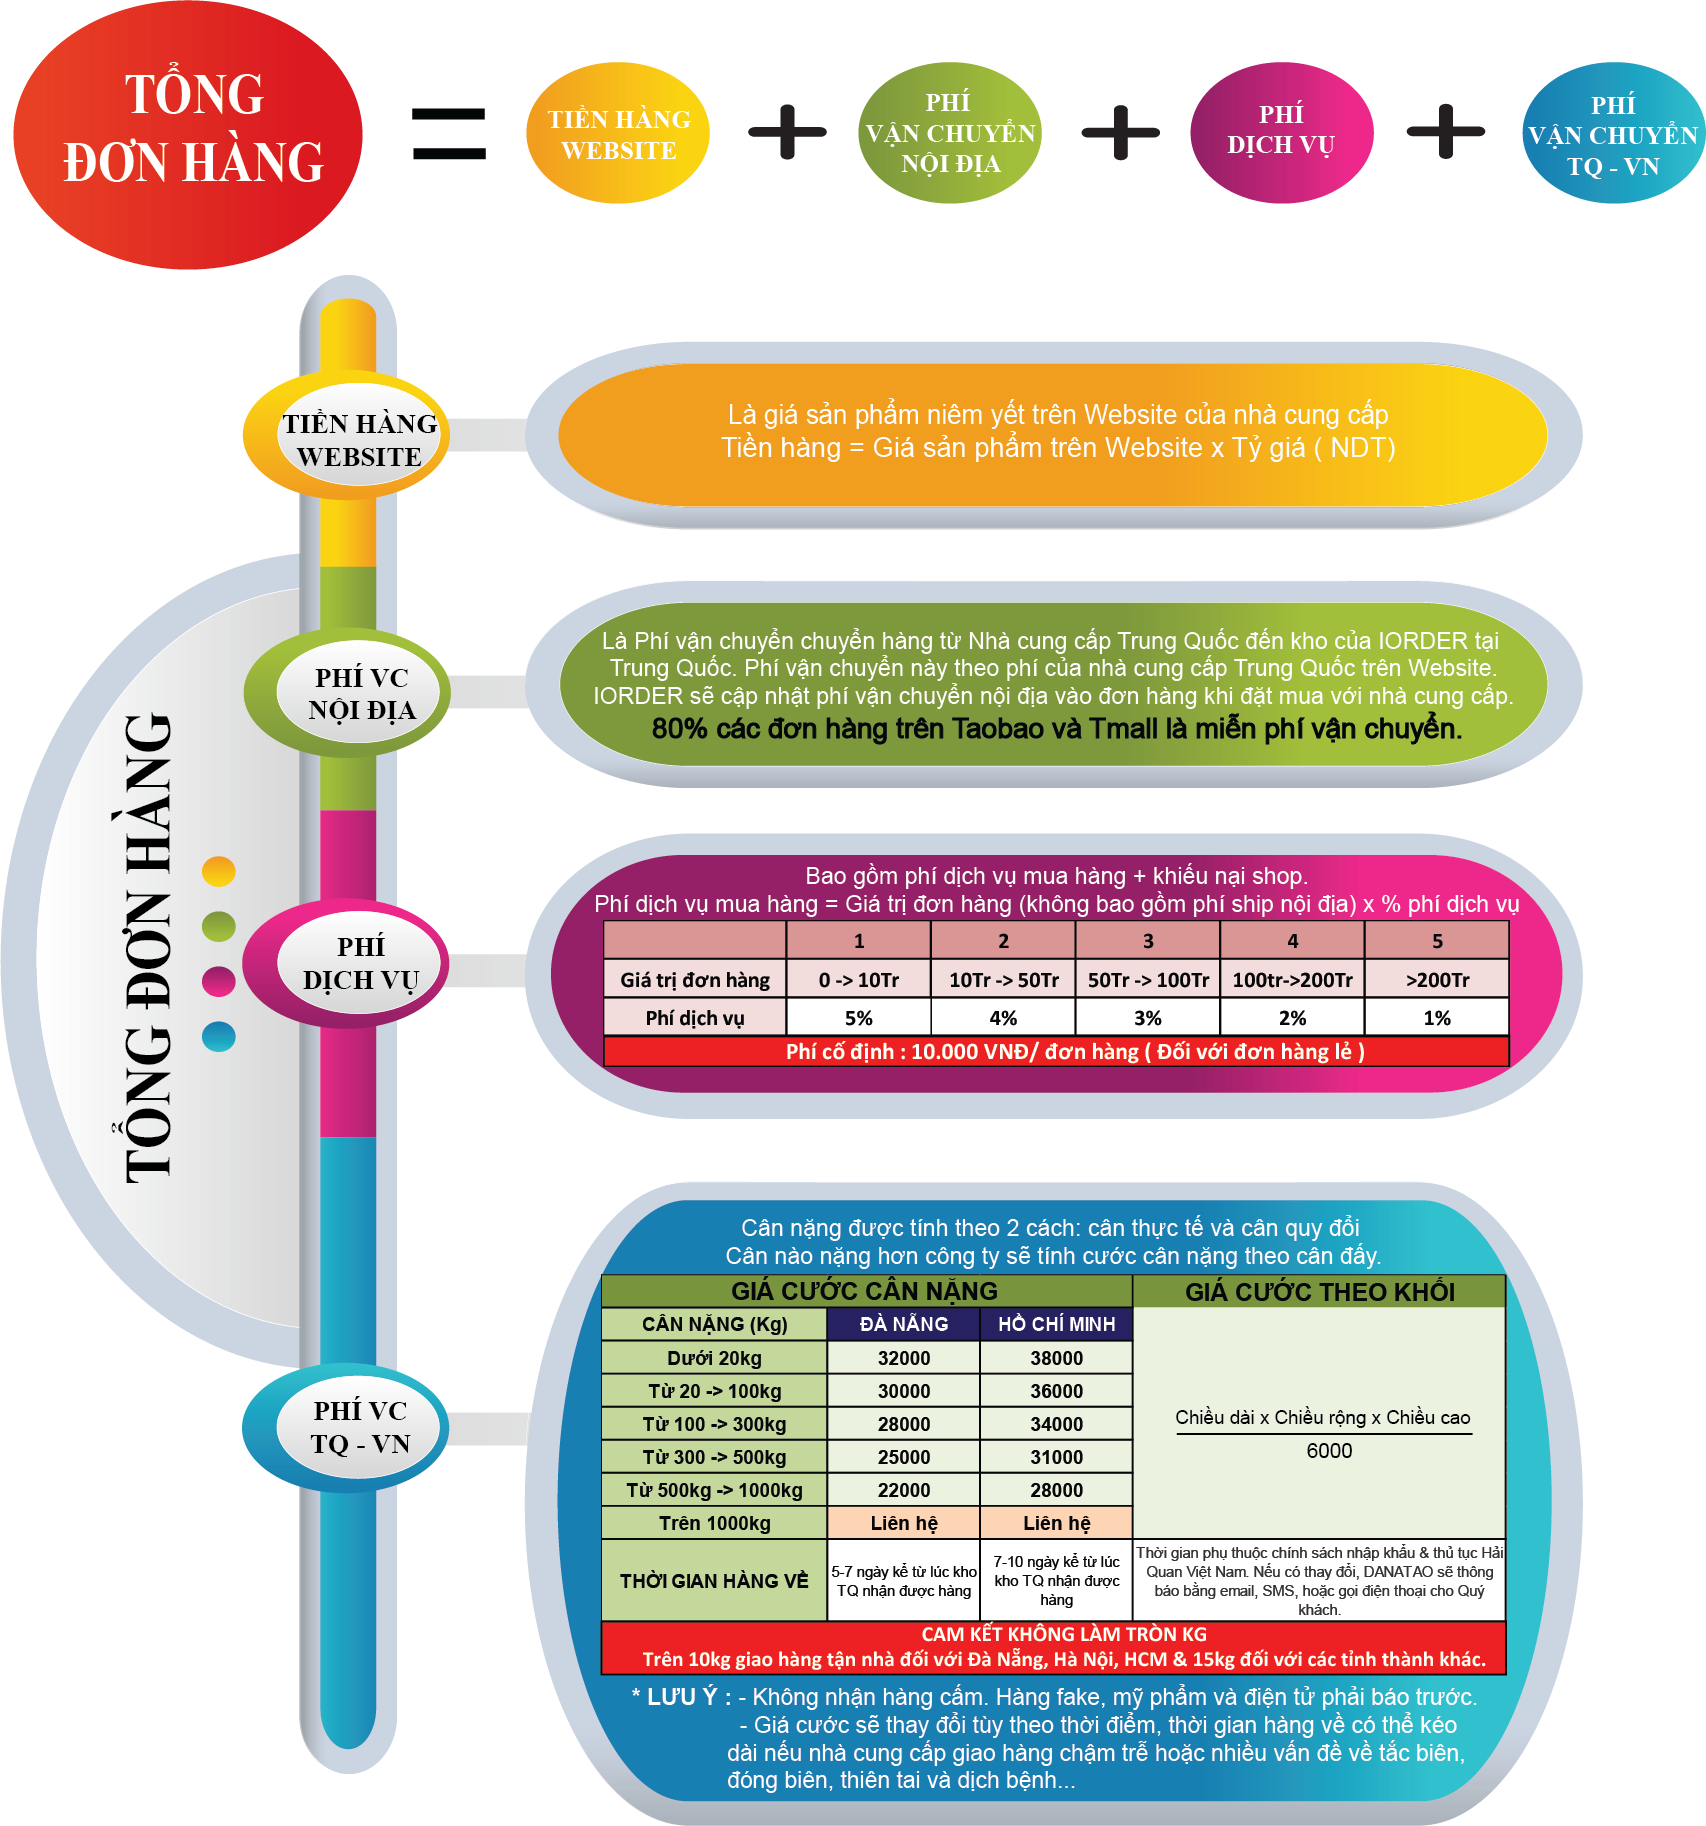 TỔNG
ĐƠN HÀNG
=
TIỀN HÀNG
WEBSITE
+
PHÍ
VẬN CHUYỂN
NỘI ĐỊA
+
PHÍ
DỊCH VỤ
+
PHÍ
VẬN CHUYỂN
TQ - VN
TỔNG ĐƠN HÀNG
TIỀN HÀNG
WEBSITE
Là giá sản phẩm niêm yết trên Website của nhà cung cấp
Tiền hàng = Giá sản phẩm trên Website x Tỷ giá ( NDT)
PHÍ VC
NỘI ĐỊA
Là Phí vận chuyển chuyển hàng từ Nhà cung cấp Trung Quốc đến kho của IORDER tại
Trung Quốc. Phí vận chuyển này theo phí của nhà cung cấp Trung Quốc trên Website.
IORDER sẽ cập nhật phí vận chuyển nội địa vào đơn hàng khi đặt mua với nhà cung cấp.
80% các đơn hàng trên Taobao và Tmall là miễn phí vận chuyển.
PHÍ
DỊCH VỤ
Bao gồm phí dịch vụ mua hàng + khiếu nại shop.
Phí dịch vụ mua hàng = Giá trị đơn hàng (không bao gồm phí ship nội địa) x % phí dịch vụ
1 2 3 4 5
Giá trị đơn hàng 0 -> 10Tr 10Tr -> 50Tr 50Tr -> 100Tr 100tr->200Tr >200Tr
Phí dịch vụ 5% 4% 3% 2% 1%
Phí cố định : 10.000 VNĐ/ đơn hàng ( Đối với đơn hàng lẻ )
PHÍ VC
TQ - VN
Cân nặng được tính theo 2 cách: cân thực tế và cân quy đổi
Cân nào nặng hơn công ty sẽ tính cước cân nặng theo cân đấy.
GIÁ CƯỚC CÂN NẶNG GIÁ CƯỚC THEO KHỐI
CÂN NẶNG (Kg) ĐÀ NẴNG HỒ CHÍ MINH
Dưới 20kg 32000 38000
Từ 20 -> 100kg 30000 36000
Từ 100 -> 300kg 28000 34000
Từ 300 -> 500kg 25000 31000
Từ 500kg -> 1000kg 22000 28000
Trên 1000kg Liên hệ Liên hệ
Chiều dài x Chiều rộng x Chiều cao
6000
THỜI GIAN HÀNG VỀ
5-7 ngày kể từ lúc kho
TQ nhận được hàng
7-10 ngày kể từ lúc
kho TQ nhận được
hàng
Thời gian phụ thuộc chính sách nhập khẩu & thủ tục Hải
Quan Việt Nam. Nếu có thay đổi, DANATAO sẽ thông
báo bằng email, SMS, hoặc gọi điện thoại cho Quý
khách.
CAM KẾT KHÔNG LÀM TRÒN KG
Trên 10kg giao hàng tận nhà đối với Đà Nẵng, Hà Nội, HCM & 15kg đối với các tỉnh thành khác.
* LƯU Ý : - Không nhận hàng cấm. Hàng fake, mỹ phẩm và điện tử phải báo trước.
- Giá cước sẽ thay đổi tùy theo thời điểm, thời gian hàng về có thể kéo
dài nếu nhà cung cấp giao hàng chậm trễ hoặc nhiều vấn đề về tắc biên,
đóng biên, thiên tai và dịch bệnh...